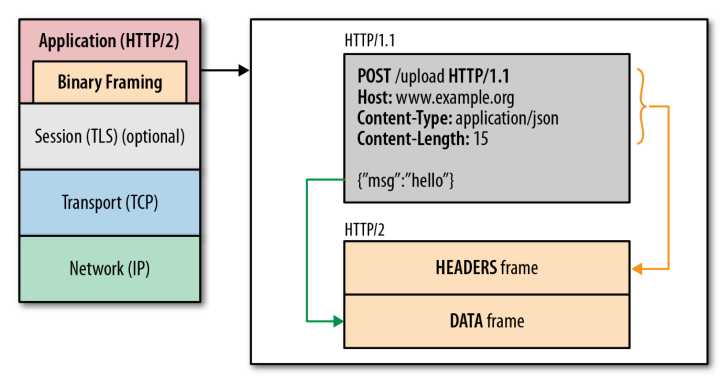 Application (HTTP/2)
Binary Framing
Session (TLS) (optional)
Transport (TCP)
Network (IP)
HTTP/1.1
POST /upload HTTP/1.1
Host: www.example.org
Content-Type: application/json
Content-Length: 15
{”msg”:”hello”}
HTTP/2
HEADERS frame
DATA frame